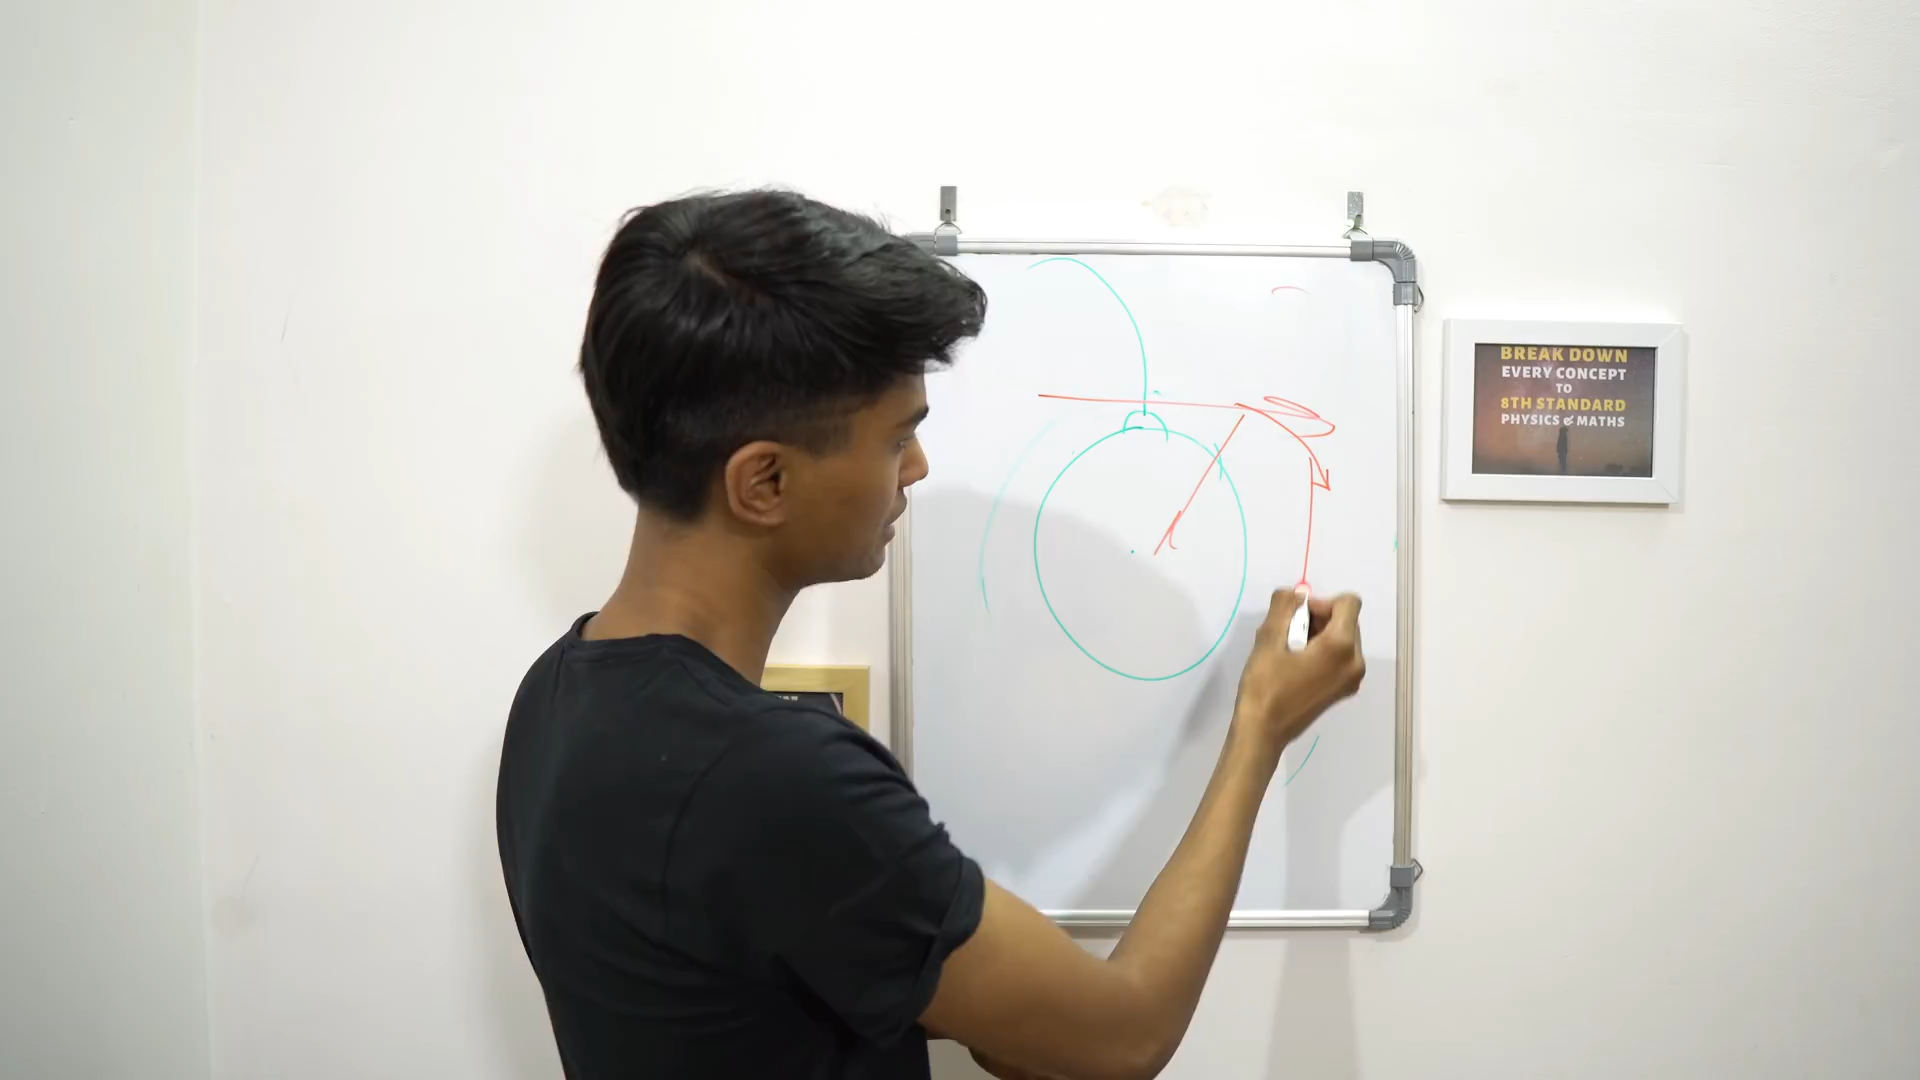 BREAK DOWN
EVERY CONCEPT
TO
8TH STANDARD
PHYSICS & MATHS